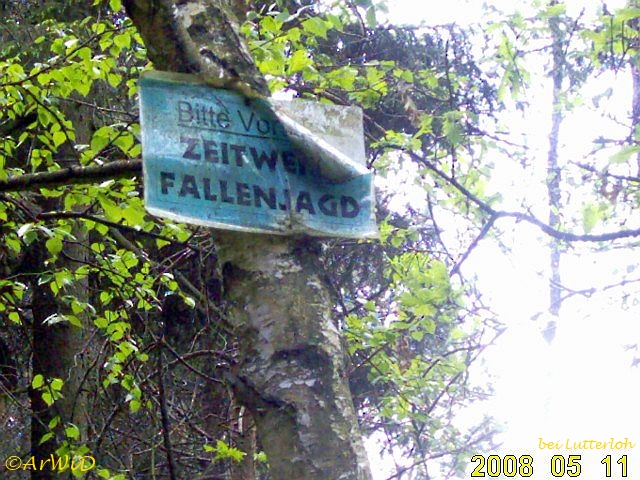 Bitte Vor
ZEITWE
FALLENJAGD
bei Lutterloh
©ArWiD
2008 05 11